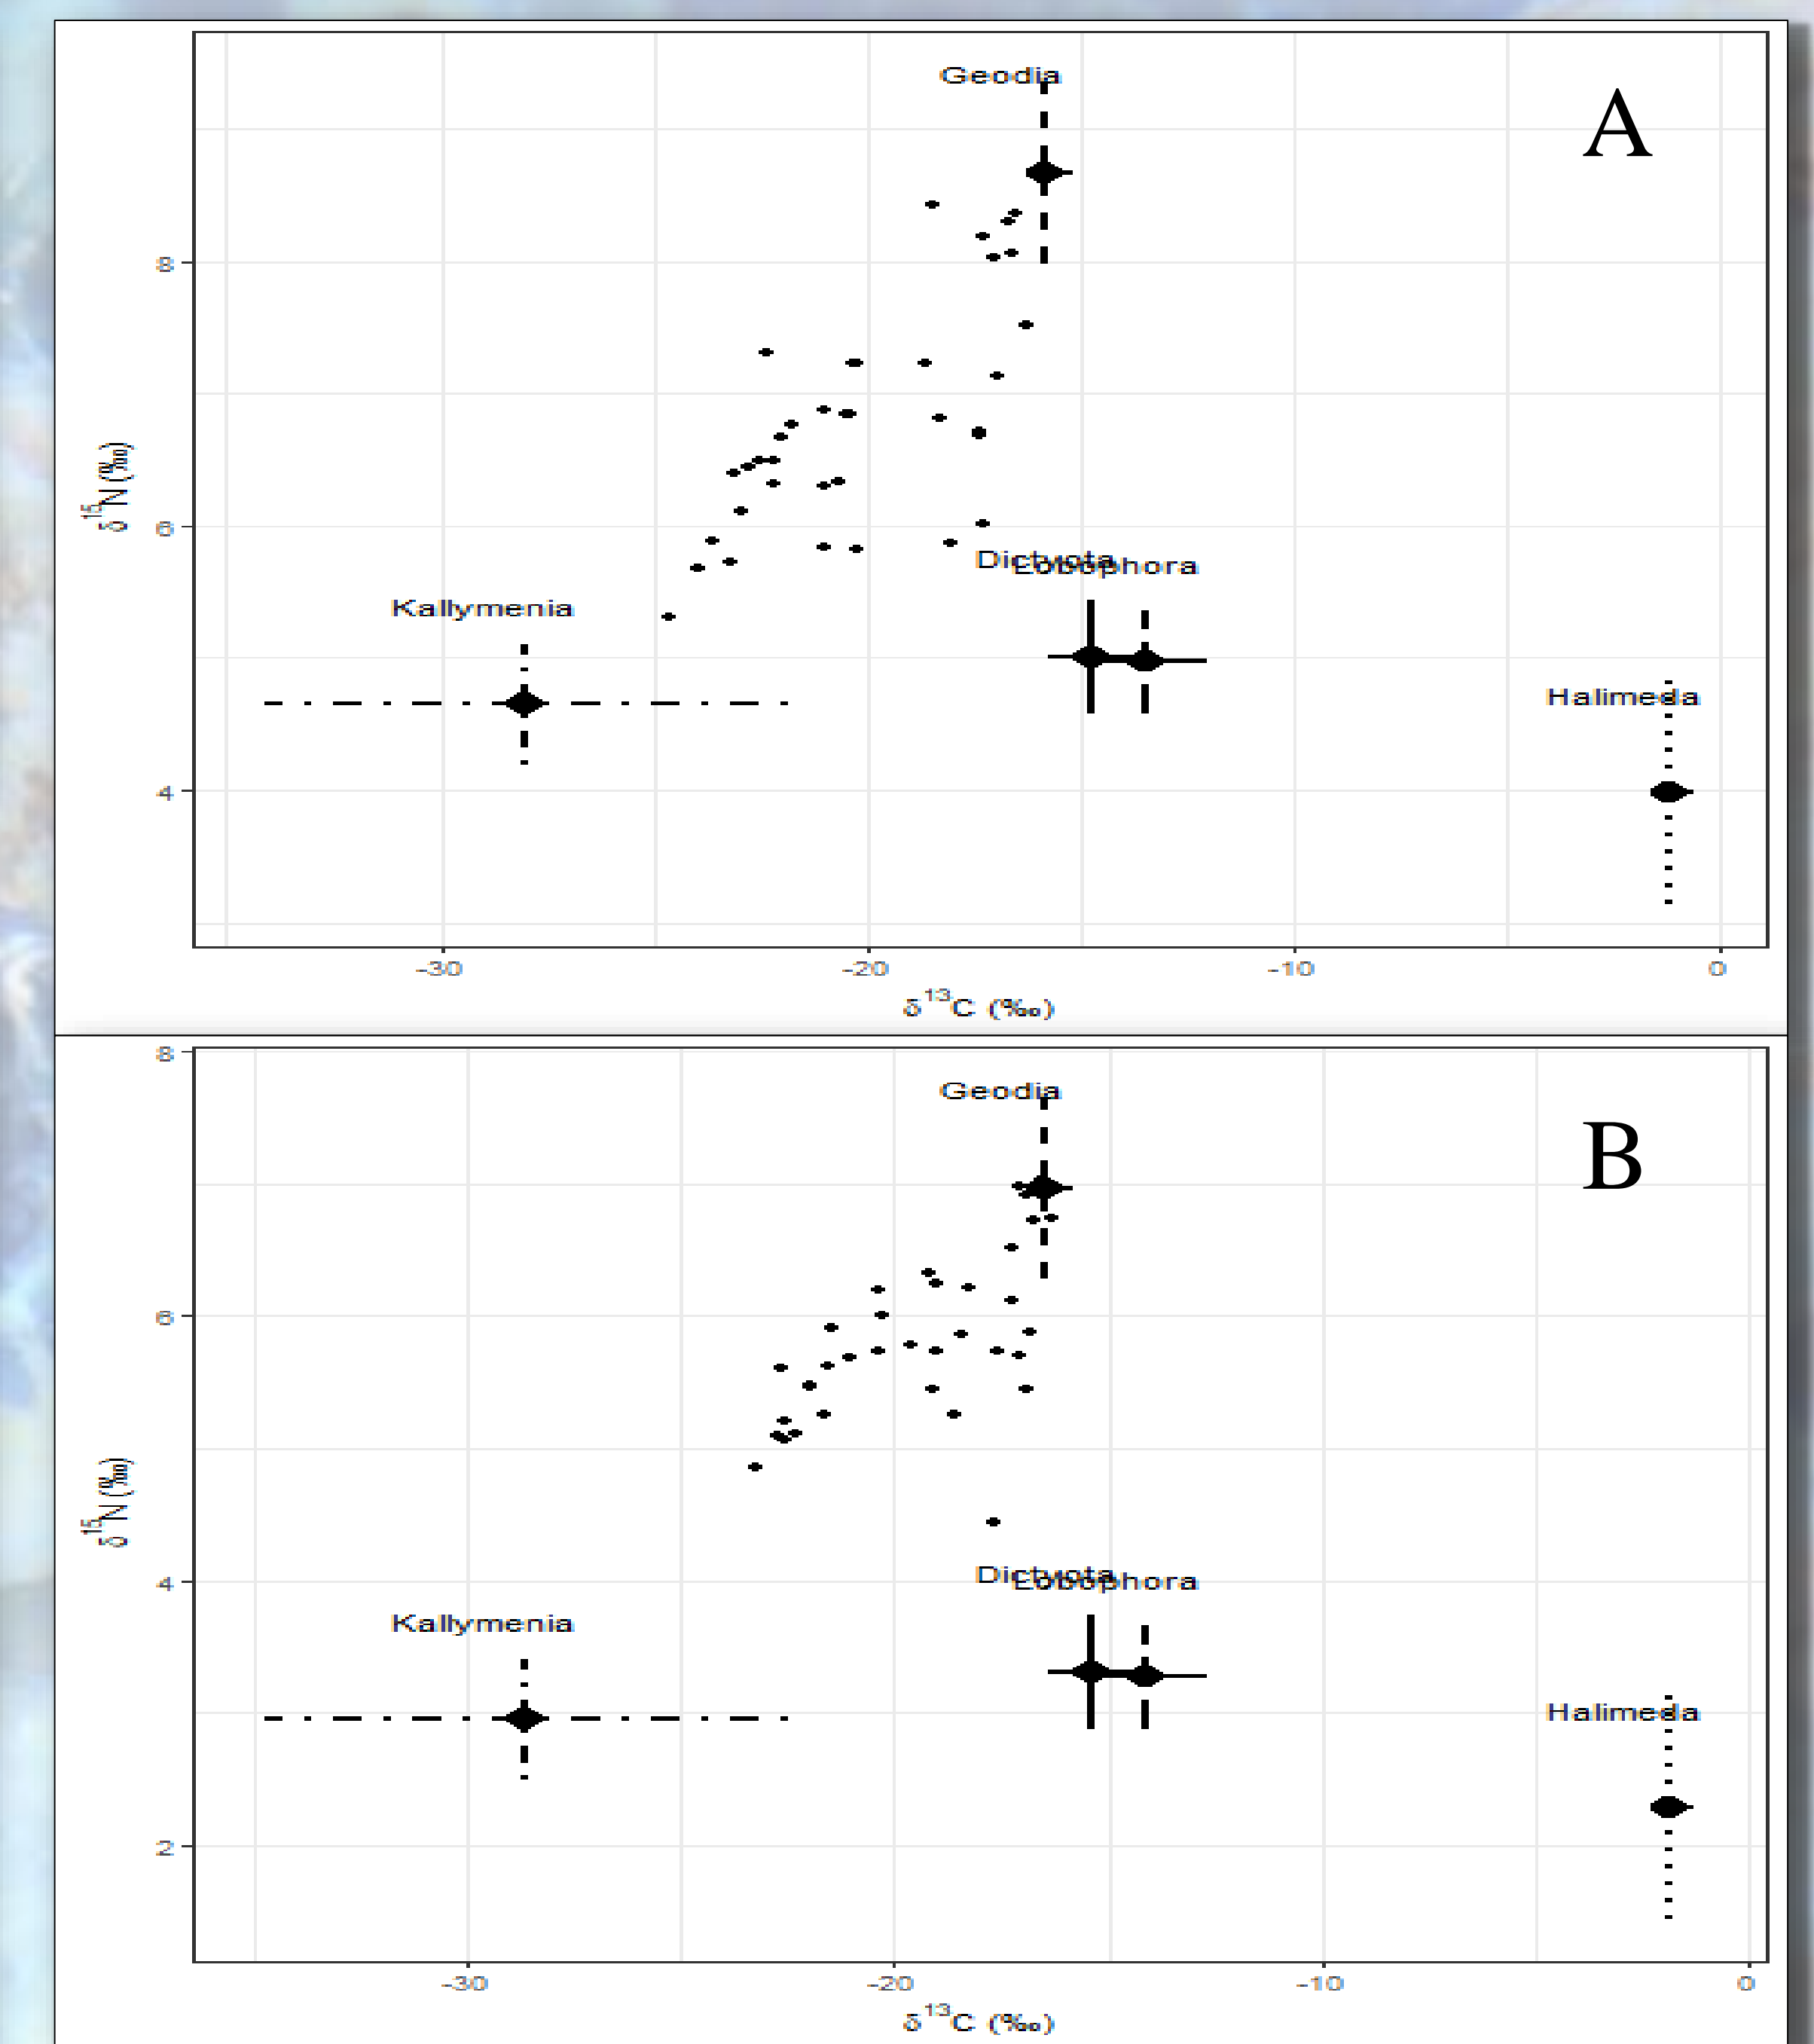 Geodia
A
8
δ15N(‰)
6
Dictyota
Lobophora
Kallymenia
Halimeda
4
-30 -20 -10 0
δ13C (‰)
8
Geodia
B
6
δ15N(‰)
4
Dictyota
Lobophora
Kallymenia
Halimeda
2
-30 -20 -10 0
δ13C (‰)